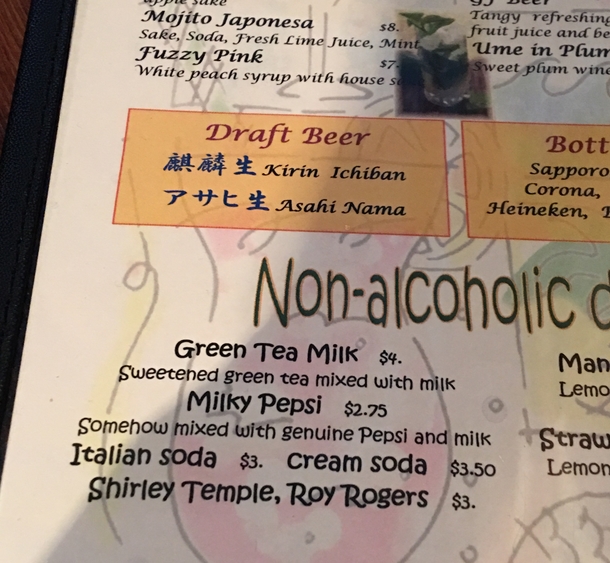 Mojito Japonesa $8.
Sake, Soda, Fresh Lime Juice, Mint
Fuzzy Pink $7.
White peach syrup with house
Tangy refreshing
fruit juice and be
Ume in Plum
Sweet plum wine
Draft Beer
麒麟生 Kirin Ichiban
アサヒ生 Asahi Nama
Bott
Sapporo
Corona,
Heineken,
Non-alcoholic d
Green Tea Milk $4.
Sweetened green tea mixed with milk
Milky Pepsi $2.75
Somehow mixed with genuine Pepsi and milk
Italian soda $3. cream soda $3.50
Shirley Temple, Roy Rogers $3.
Man
Lemo
Straw
Lemon